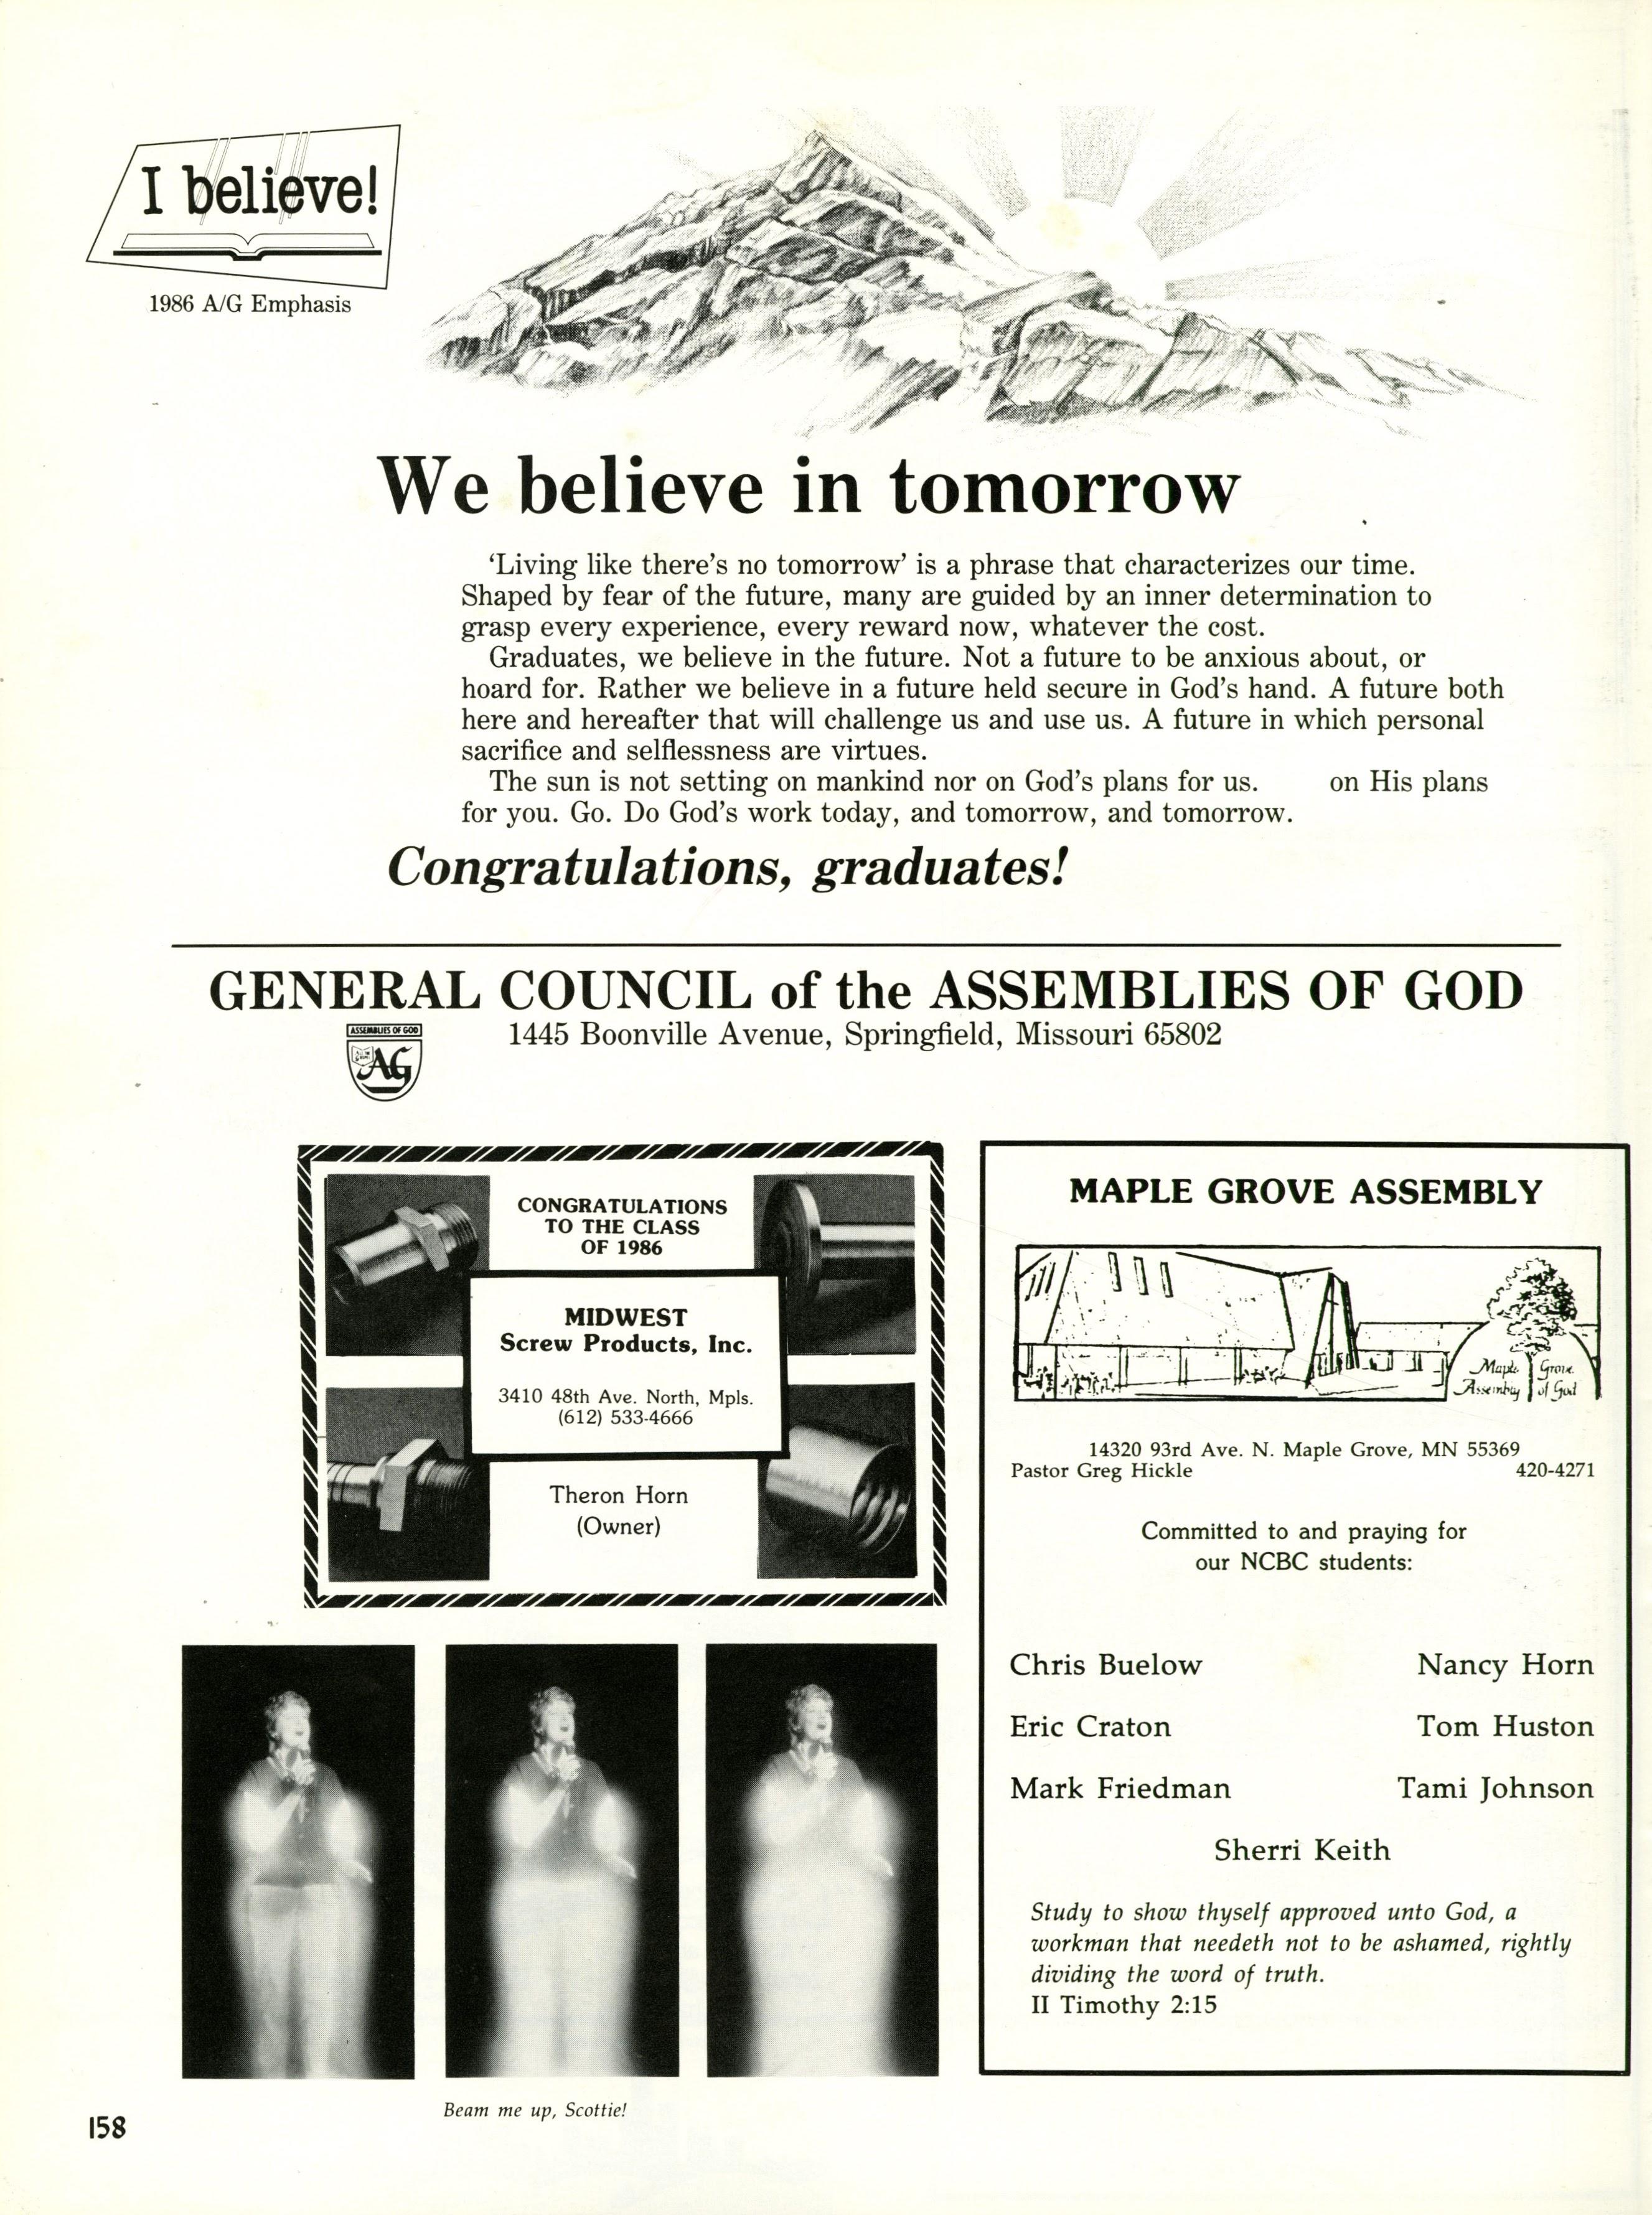 I believe!
1986 A/G Emphasis
We believe in tomorrow
‘Living like there’s no tomorrow’ is a phrase that characterizes our time.
Shaped by fear of the future, many are guided by an inner determination to
grasp every experience, every reward now, whatever the cost.
Graduates, we believe in the future. Not a future to be anxious about, or
hoard for. Rather we believe in a future held secure in God’s hand. A future both
here and hereafter that will challenge us and use us. A future in which personal
sacrifice and selflessness are virtues.
The sun is not setting on mankind nor on God’s plans for us. on His plans
for you. Go. Do God’s work today, and tomorrow, and tomorrow.
Congratulations, graduates!
GENERAL COUNCIL of the ASSEMBLIES OF GOD
1445 Boonville Avenue, Springfield, Missouri 65802
ASSEMBLIES OF GOD
AG
CONGRATULATIONS
TO THE CLASS
OF 1986
MIDWEST
Screw Products, Inc.
3410 48th Ave. North, Mpls.
(612) 533-4666
Theron Horn
(Owner)
MAPLE GROVE ASSEMBLY
Maple Grove
Assembly of God
14320 93rd Ave. N. Maple Grove, MN 55369
Pastor Greg Hickle 420-4271
Committed to and praying for
our NCBC students:
Chris Buelow Nancy Horn
Eric Craton Tom Huston
Mark Friedman Tami Johnson
Sherri Keith
Study to show thyself approved unto God, a
workman that needeth not to be ashamed, rightly
dividing the word of truth.
II Timothy 2:15
Beam me up, Scottie!
158